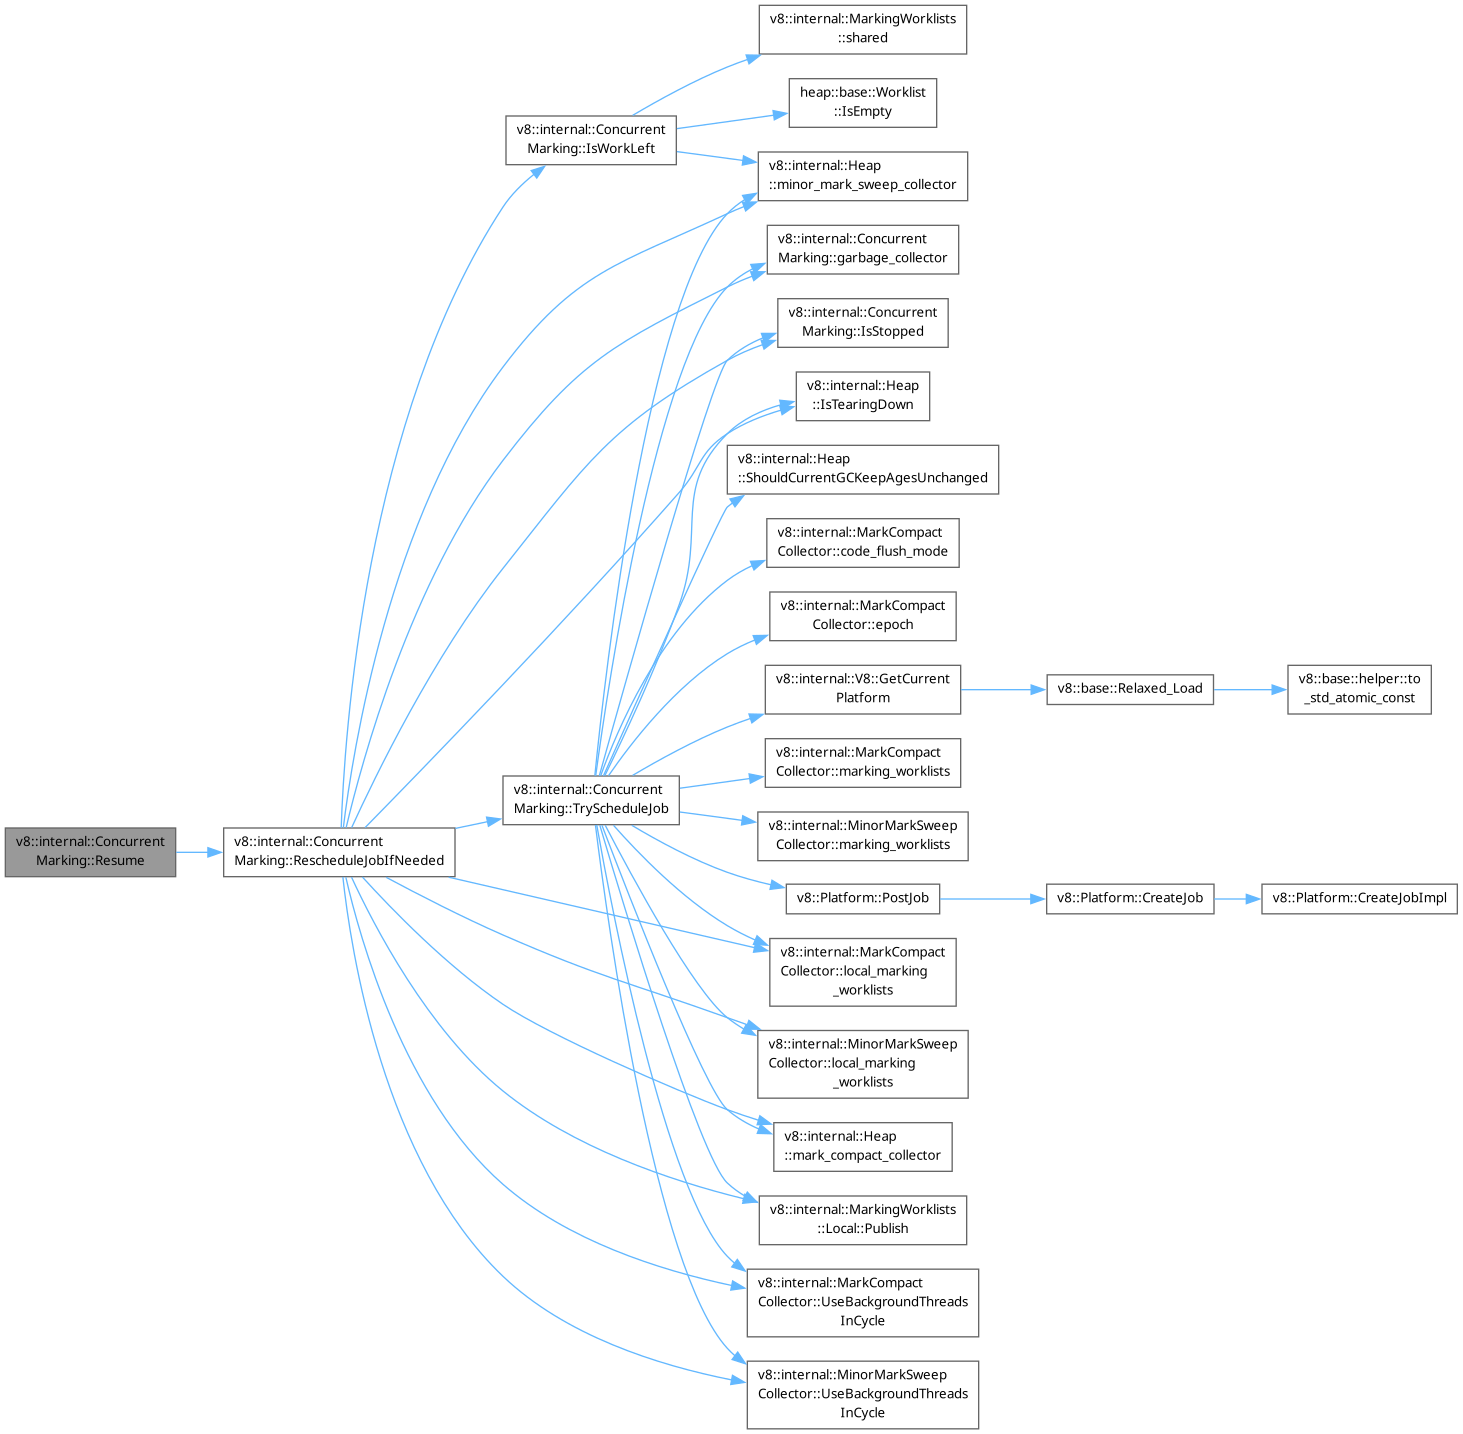 v8::internal::MarkingWorklists
::shared
heap::base::Worklist
::IsEmpty
v8::internal::Concurrent
Marking::IsWorkLeft
v8::internal::Heap
::minor_mark_sweep_collector
v8::internal::Concurrent
Marking::garbage_collector
v8::internal::Concurrent
Marking::IsStopped
v8::internal::Heap
::IsTearingDown
v8::internal::Heap
::ShouldCurrentGCKeepAgesUnchanged
v8::internal::MarkCompact
Collector::code_flush_mode
v8::internal::MarkCompact
Collector::epoch
v8::internal::V8::GetCurrent
Platform
v8::base::Relaxed_Load
v8::base::helper::to
_std_atomic_const
v8::internal::MarkCompact
Collector::marking_worklists
v8::internal::Concurrent
Marking::TryScheduleJob
v8::internal::MinorMarkSweep
Collector::marking_worklists
v8::internal::Concurrent
Marking::Resume
v8::internal::Concurrent
Marking::RescheduleJobIfNeeded
v8::Platform::PostJob
v8::Platform::CreateJob
v8::Platform::CreateJobImpl
v8::internal::MarkCompact
Collector::local_marking
_worklists
v8::internal::MinorMarkSweep
Collector::local_marking
_worklists
v8::internal::Heap
::mark_compact_collector
v8::internal::MarkingWorklists
::Local::Publish
v8::internal::MarkCompact
Collector::UseBackgroundThreads
InCycle
v8::internal::MinorMarkSweep
Collector::UseBackgroundThreads
InCycle